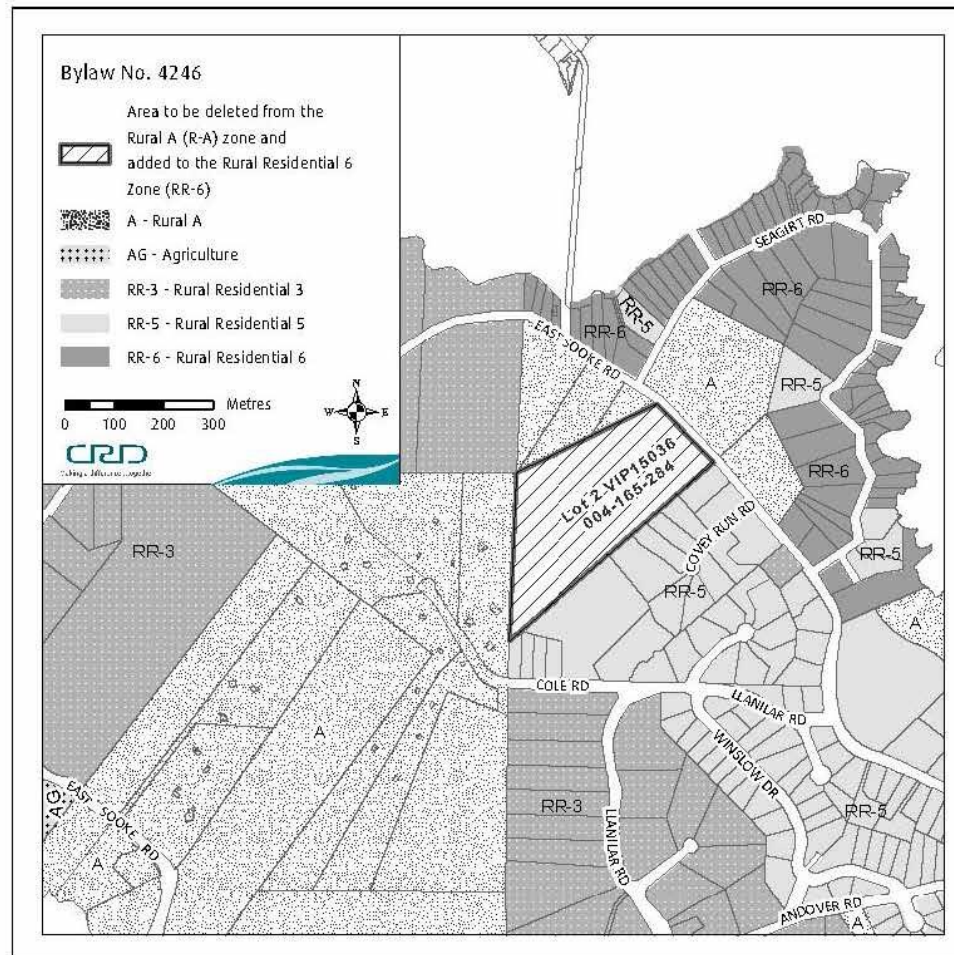 Bylaw No. 4246
Area to be deleted from the
Rural A (R-A) zone and
added to the Rural Residential 6
Zone (RR-6)
A - Rural A
AG - Agriculture
RR-3 - Rural Residential 3
RR-5 - Rural Residential 5
RR-6 - Rural Residential 6
Metres
0 100 200 300
N
W E
S
CRD
Making a difference...together
SEAGIRT RD
RR-6
RR-5
RR-6
EAST SOOKE RD
A
RR-5
Lot 2 VIP15036
004-165-284
RR-6
COVEY RUN RD
RR-3
RR-5
RR-5
A
COLE RD
LLANILAR RD
A
WINSLOW DR
EAST SOOKE RD
AG
RR-3
LLANILAR RD
RR-5
A
ANDOVER RD
A